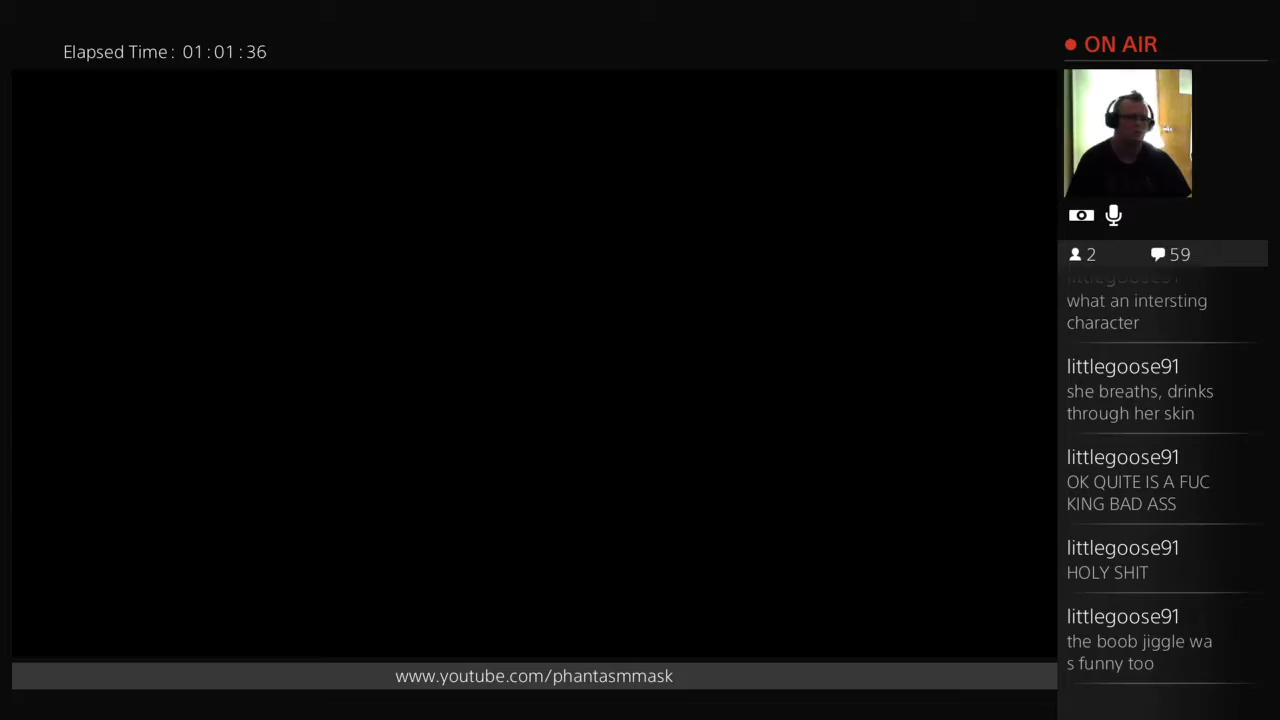 Elapsed Time: 01:01:36
ON AIR
2 59
littlegoose91
what an intersting
character
littlegoose91
she breaths, drinks
through her skin
littlegoose91
OK QUITE IS A FUC
KING BAD ASS
littlegoose91
HOLY SHIT
littlegoose91
the boob jiggle wa
s funny too
www.youtube.com/phantasmmask